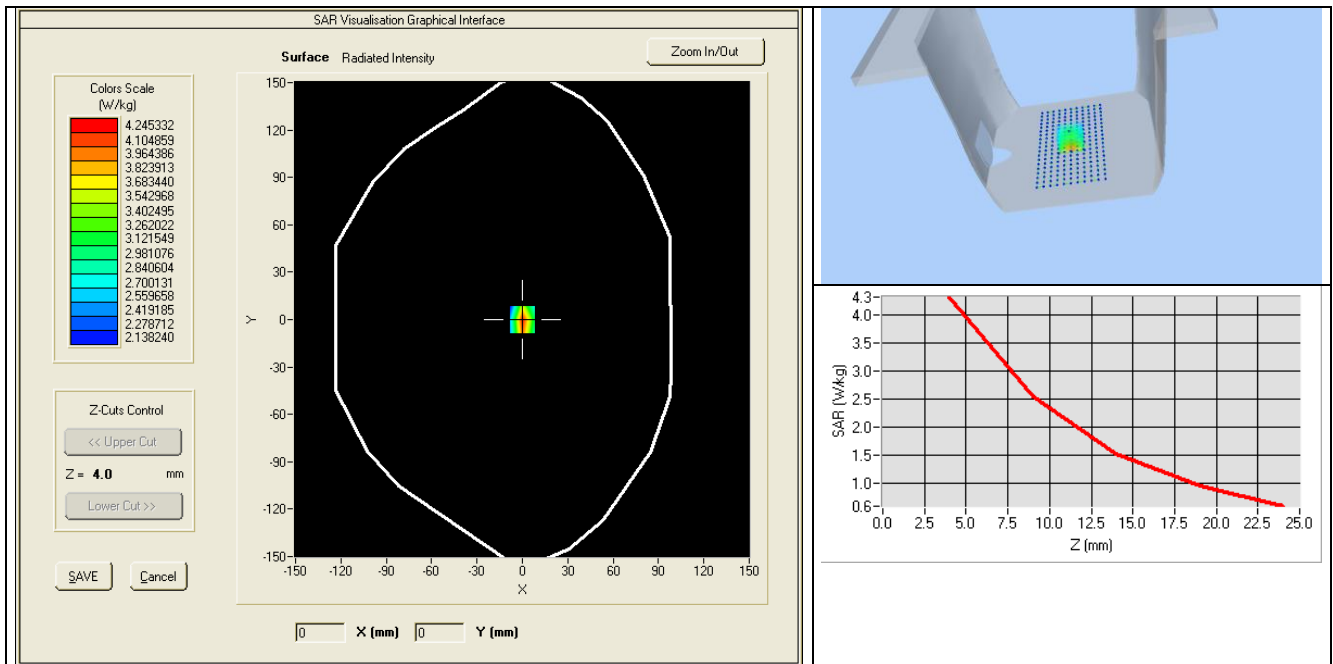 SAR Visualisation Graphical Interface
Surface Radiated Intensity
Zoom In/Out
Colors Scale
(W/kg)
4.245332
4.104859
3.964386
3.823913
3.683440
3.542968
3.402495
3.262022
3.121549
2.981076
2.840604
2.700131
2.559658
2.419185
2.278712
2.138240
Z-Cuts Control
<< Upper Cut
Z = 4.0 mm
Lower Cut >>
SAVE Cancel
150
120
90
60
30
Y 0
-30
-60
-90
-120
-150
-150 -120 -90 -60 -30 0 30 60 90 120 150
X
0 X (mm) 0 Y (mm)
SAR (W/kg)
4.3
4.0
3.5
3.0
2.5
2.0
1.5
1.0
0.6
0.0 2.5 5.0 7.5 10.0 12.5 15.0 17.5 20.0 22.5 25.0
Z (mm)